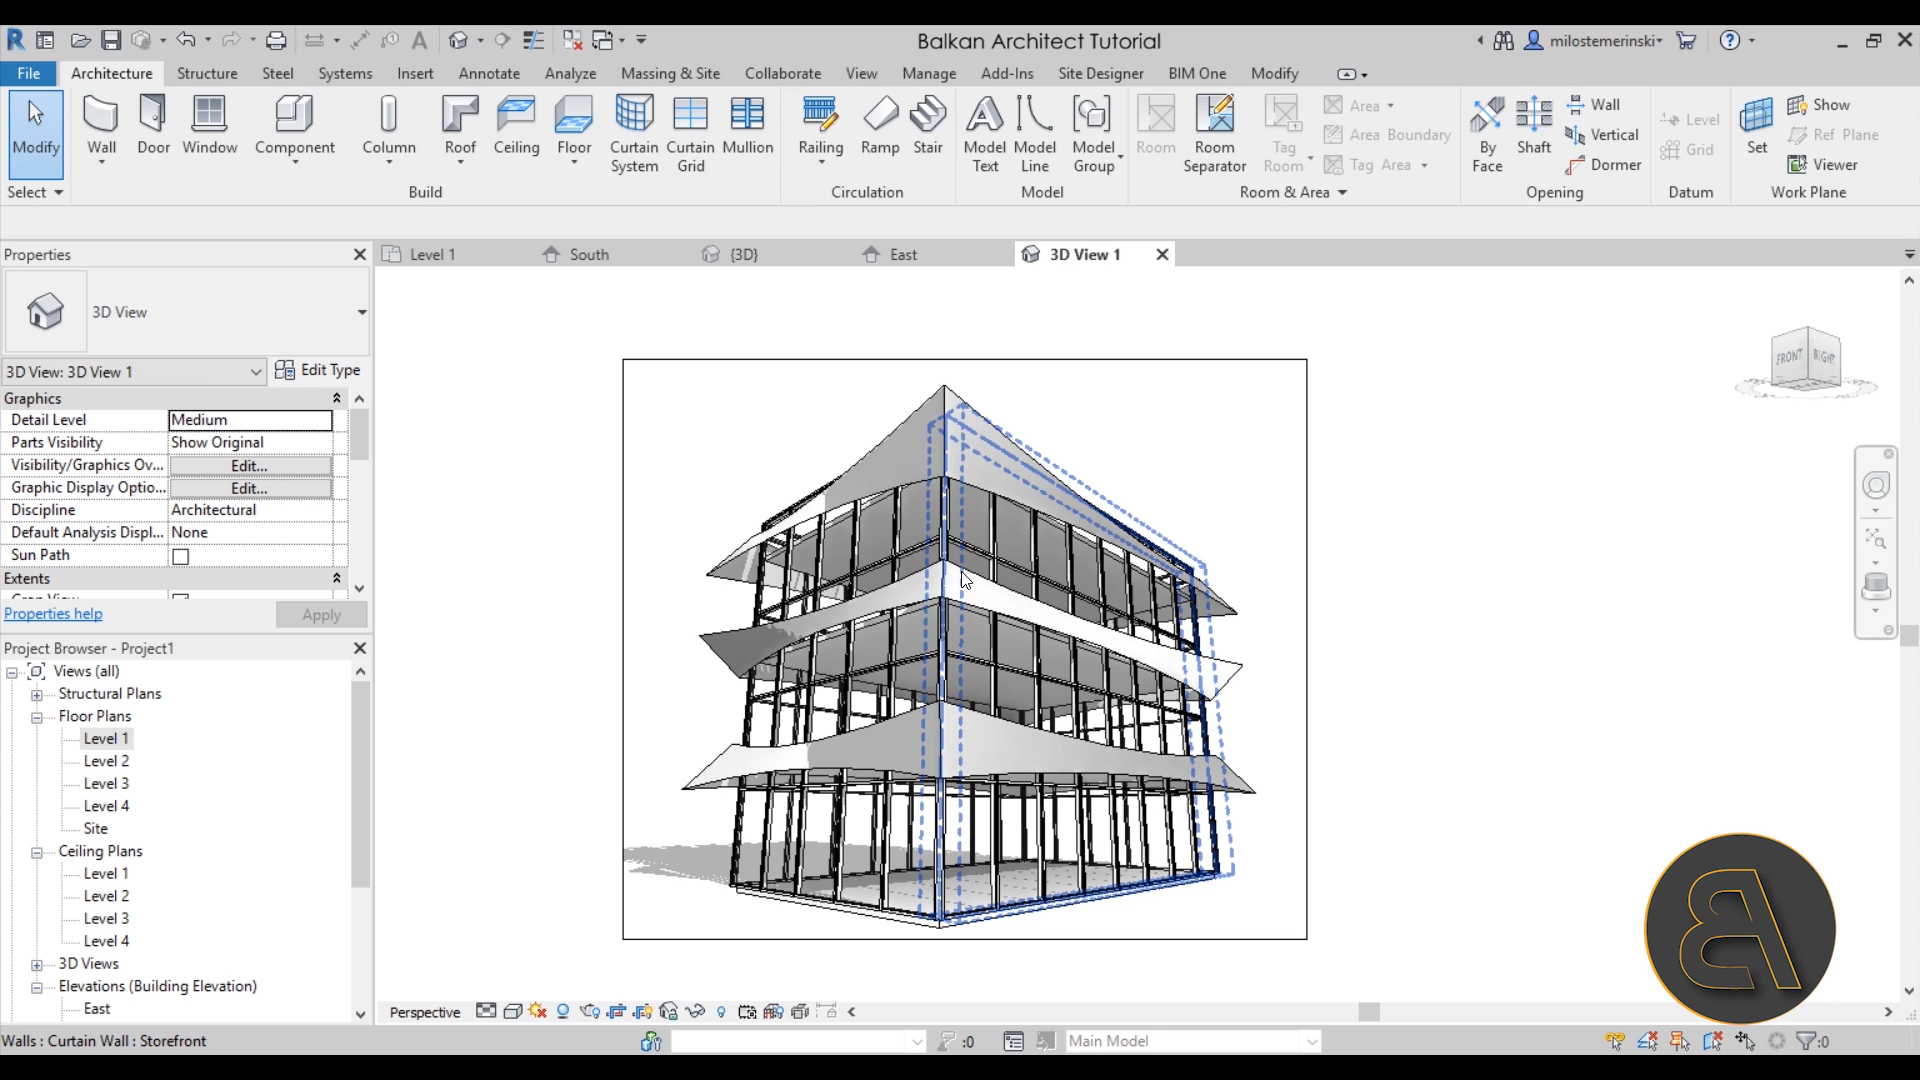 Balkan Architect Tutorial
milostemerinski
File Architecture Structure Steel Systems Insert Annotate Analyze Massing & Site Collaborate View Manage Add-Ins Site Designer BIM One Modify
Modify Wall Door Window Component Column Roof Ceiling Floor Curtain System Curtain Grid Mullion Railing Ramp Stair Model Text Model Line Model Group Room Room Separator Tag Room Area Area Boundary Tag Area By Face Shaft Wall Vertical Dormer Level Grid Set Show Ref Plane Viewer
Select Build Circulation Model Room & Area Opening Datum Work Plane
Properties
Level 1 South {3D} East 3D View 1
3D View
FRONT RIGHT
3D View: 3D View 1 Edit Type
Graphics
Detail Level Medium
Parts Visibility Show Original
Visibility/Graphics Ov... Edit...
Graphic Display Optio... Edit...
Discipline Architectural
Default Analysis Displ... None
Sun Path
Extents
Properties help Apply
Project Browser - Project1
Views (all)
Structural Plans
Floor Plans
Level 1
Level 2
Level 3
Level 4
Site
Ceiling Plans
Level 1
Level 2
Level 3
Level 4
3D Views
Elevations (Building Elevation)
East
Perspective
Walls : Curtain Wall : Storefront :0 Main Model :0